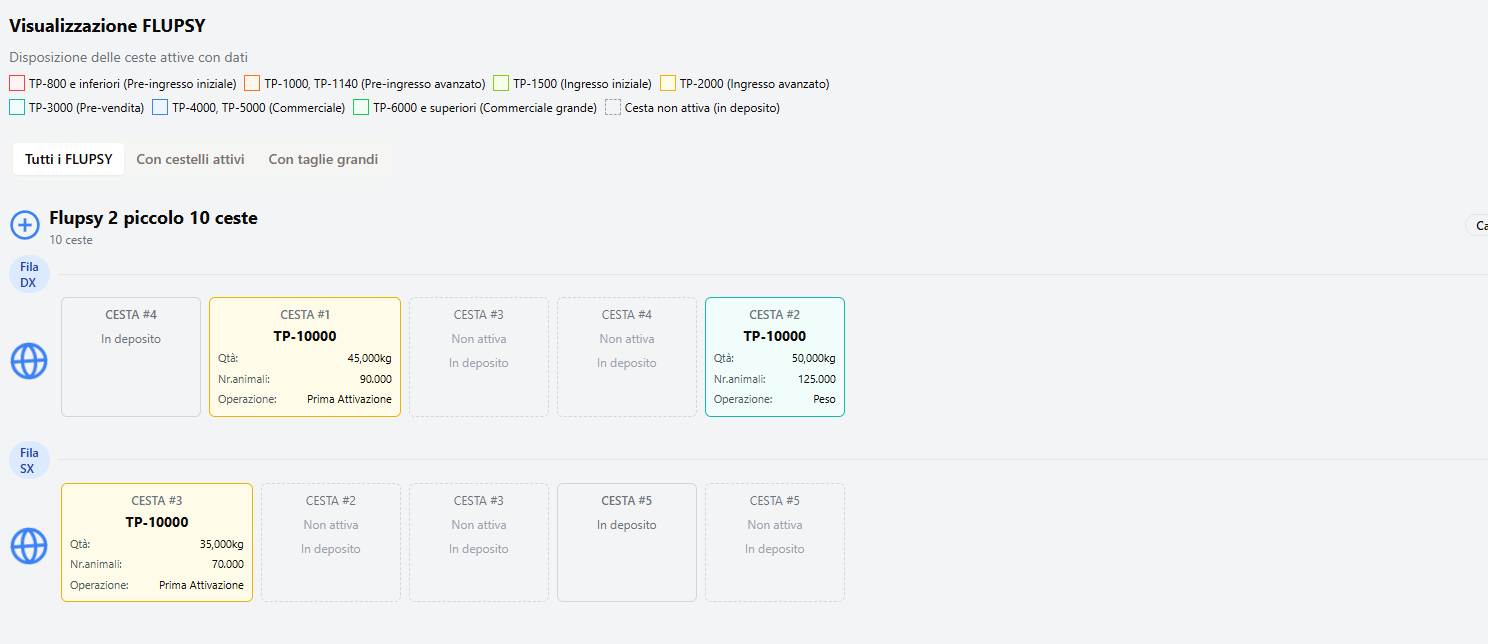 Visualizzazione FLUPSY
Disposizione delle ceste attive con dati
TP-800 e inferiori (Pre-ingresso iniziale) TP-1000, TP-1140 (Pre-ingresso avanzato) TP-1500 (Ingresso iniziale) TP-2000 (Ingresso avanzato)
TP-3000 (Pre-vendita) TP-4000, TP-5000 (Commerciale) TP-6000 e superiori (Commerciale grande) Cesta non attiva (in deposito)
Tutti i FLUPSY Con cestelli attivi Con taglie grandi
Flupsy 2 piccolo 10 ceste
10 ceste
Ca
Fila
DX
CESTA #4
In deposito
CESTA #1
TP-10000
Qtà: 45,000kg
Nr.animali: 90.000
Operazione: Prima Attivazione
CESTA #3
Non attiva
In deposito
CESTA #4
Non attiva
In deposito
CESTA #2
TP-10000
Qtà: 50,000kg
Nr.animali: 125.000
Operazione: Peso
Fila
SX
CESTA #3
TP-10000
Qtà: 35,000kg
Nr.animali: 70.000
Operazione: Prima Attivazione
CESTA #2
Non attiva
In deposito
CESTA #3
Non attiva
In deposito
CESTA #5
In deposito
CESTA #5
Non attiva
In deposito